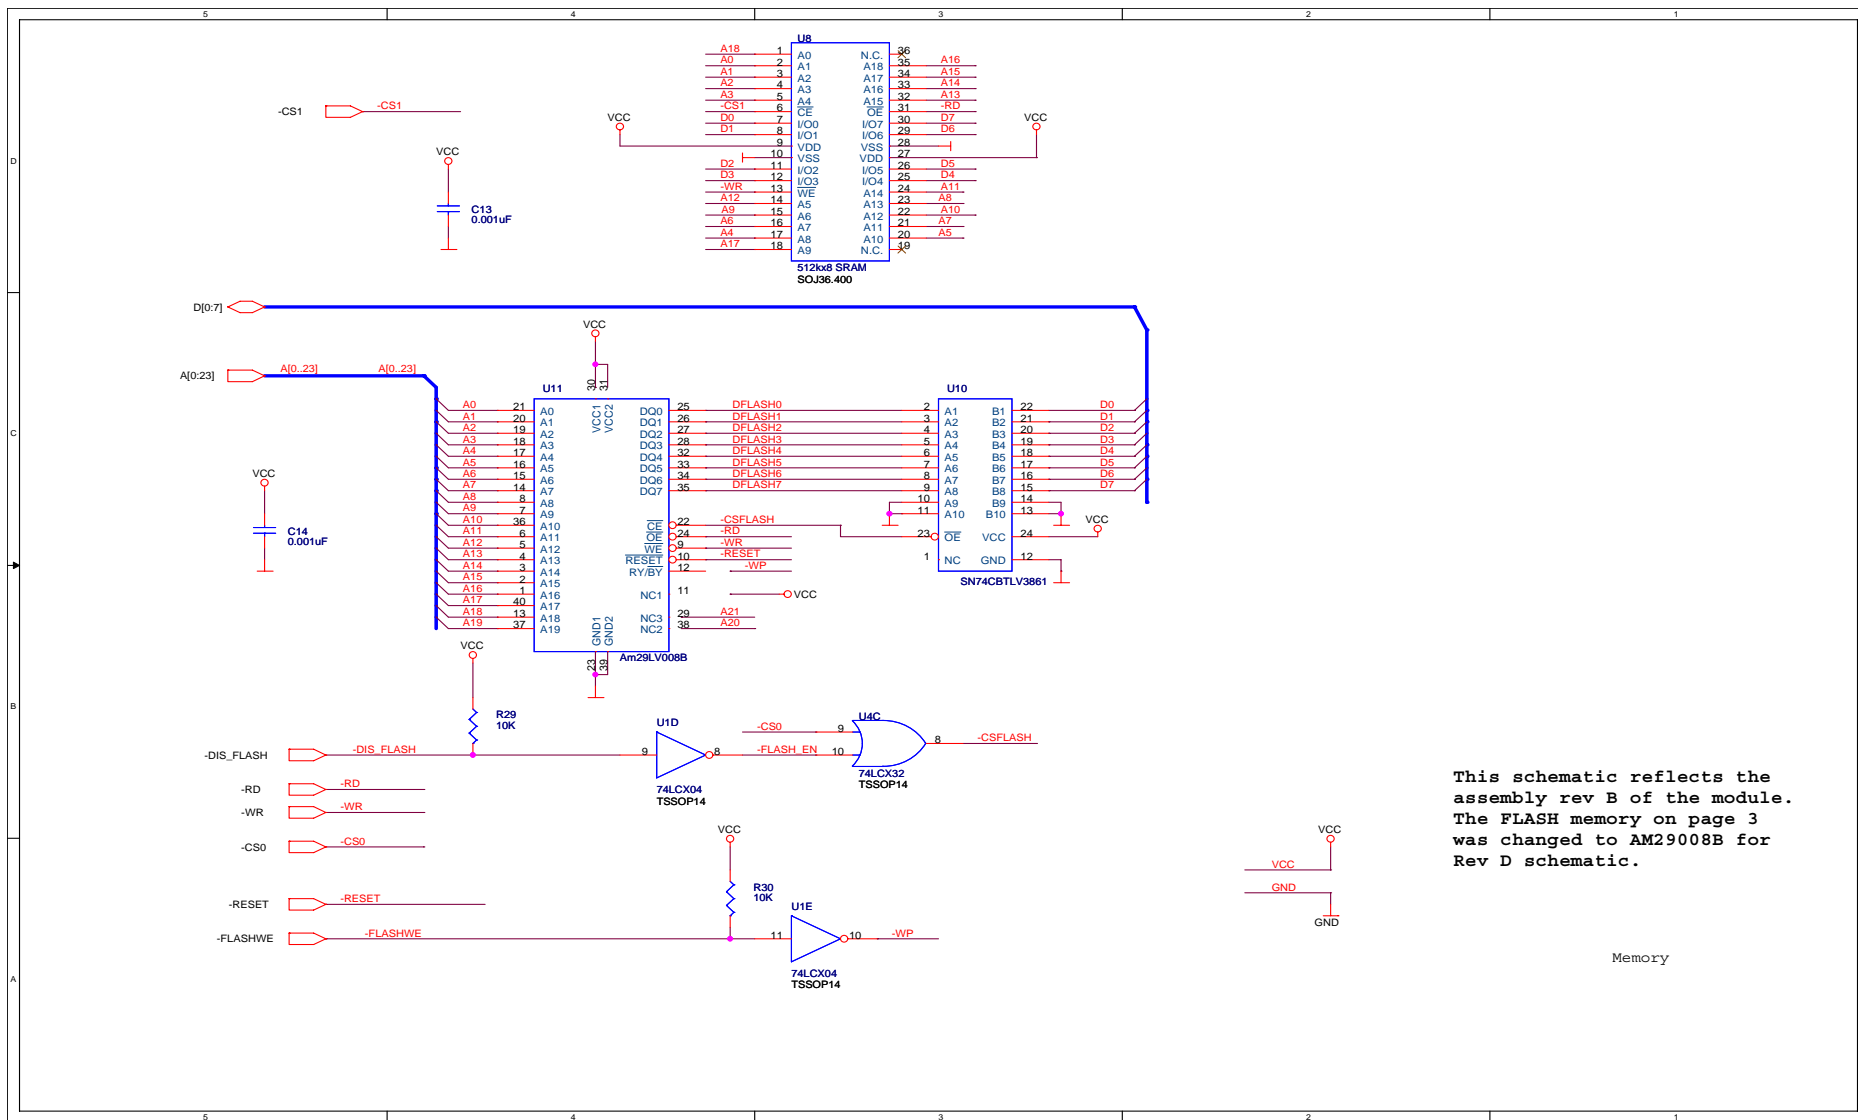 5 4 3 2 1
D
C
B
A
U8
A18 1 A0
A0 2 A1
A1 3 A2
A2 4 A3
A3 5 A4
-CS1 6 CE
D0 7 I/O0
D1 8 I/O1
9 VDD
10 VSS
D2 11 I/O2
D3 12 I/O3
-WR 13 WE
A12 14 A5
A9 15 A6
A6 16 A7
A4 17 A8
A17 18 A9
N.C. 36
A18 35 A16
A17 34 A15
A16 33 A14
A15 32 A13
OE 31 -RD
I/O7 30 D7
I/O6 29 D6
VSS 28
VDD 27
I/O5 26 D5
I/O4 25 D4
A14 24 A11
A13 23 A8
A12 22 A10
A11 21 A7
A10 20 A5
N.C. 19
512kx8 SRAM
SOJ36.400
VCC
VCC
-CS1 -CS1
VCC
C13
0.001uF
D[0:7]
A[0:23] A[0..23] A[0..23]
VCC
C14
0.001uF
VCC
30 31
VCC1 VCC2
U11
A0 21 A0
A1 20 A1
A2 19 A2
A3 18 A3
A4 17 A4
A5 16 A5
A6 15 A6
A7 14 A7
A8 8 A8
A9 7 A9
A10 36 A10
A11 6 A11
A12 5 A12
A13 4 A13
A14 3 A14
A15 2 A15
A16 1 A16
A17 40 A17
A18 13 A18
A19 37 A19
DQ0 25 DFLASH0
DQ1 26 DFLASH1
DQ2 27 DFLASH2
DQ3 28 DFLASH3
DQ4 32 DFLASH4
DQ5 33 DFLASH5
DQ6 34 DFLASH6
DQ7 35 DFLASH7
CE 22 -CSFLASH
OE 24 -RD
WE 9 -WR
RESET 10 -RESET
RY/BY 12 -WP
NC1 11 VCC
NC3 29 A21
NC2 38 A20
GND1 GND2
23 39
Am29LV008B
U10
2 A1 B1 22 D0
3 A2 B2 21 D1
4 A3 B3 20 D2
5 A4 B4 19 D3
6 A5 B5 18 D4
7 A6 B6 17 D5
8 A7 B7 16 D6
9 A8 B8 15 D7
10 A9 B9 14
11 A10 B10 13
23 OE VCC 24 VCC
1 NC GND 12
SN74CBTLV3861
VCC
R29
10K
-DIS_FLASH -DIS_FLASH
U1D
9 8
74LCX04
TSSOP14
-CS0 9
-FLASH_EN 10
U4C
8 -CSFLASH
74LCX32
TSSOP14
-RD -RD
-WR -WR
-CS0 -CS0
-RESET -RESET
-FLASHWE -FLASHWE
VCC
R30
10K
U1E
11 10 -WP
74LCX04
TSSOP14
VCC
VCC
GND
GND
This schematic reflects the
assembly rev B of the module.
The FLASH memory on page 3
was changed to AM29008B for
Rev D schematic.
Memory
5 4 3 2 1